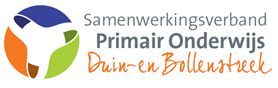 Samenwerkingsverband
Primair Onderwijs
Duin- en Bollenstreek